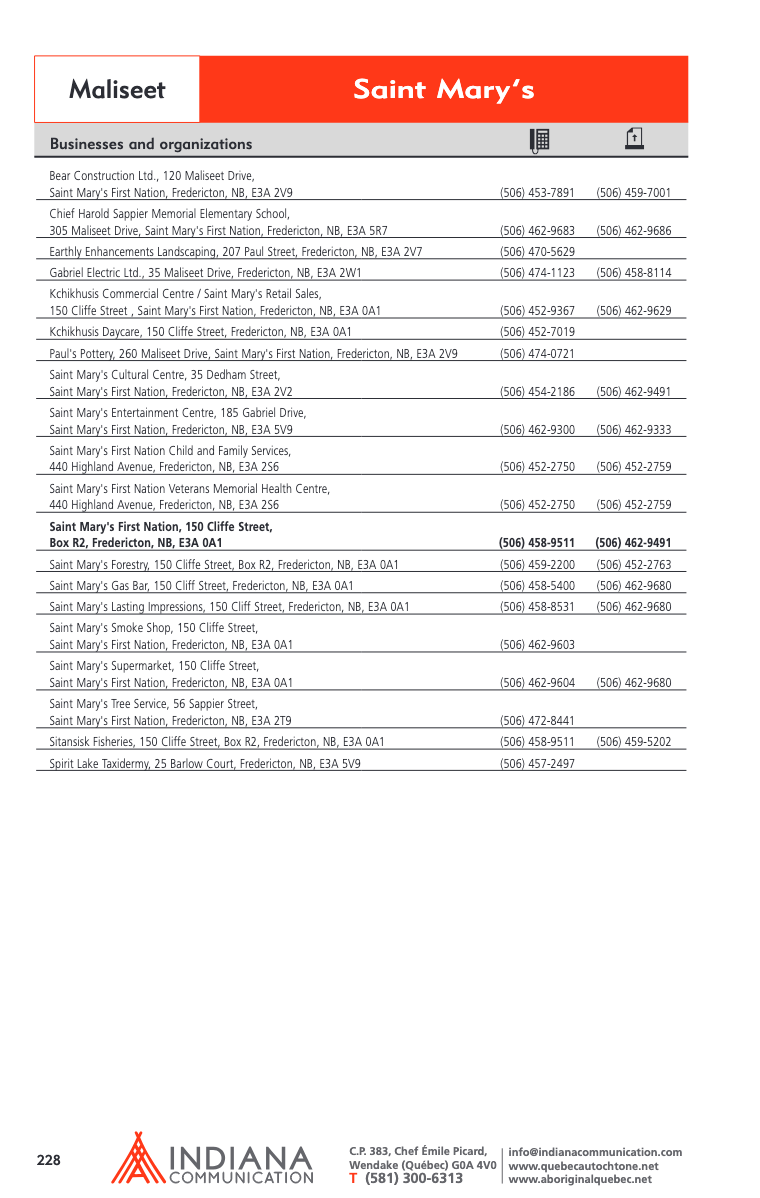 Maliseet
Saint Mary's
Businesses and organizations
Bear Construction Ltd., 120 Maliseet Drive,
Saint Mary's First Nation, Fredericton, NB, E3A 2V9 (506) 453-7891 (506) 459-7001
Chief Harold Sappier Memorial Elementary School,
305 Maliseet Drive, Saint Mary's First Nation, Fredericton, NB, E3A 5R7 (506) 462-9683 (506) 462-9686
Earthly Enhancements Landscaping, 207 Paul Street, Fredericton, NB, E3A 2V7 (506) 470-5629
Gabriel Electric Ltd., 35 Maliseet Drive, Fredericton, NB, E3A 2W1 (506) 474-1123 (506) 458-8114
Kchikhusis Commercial Centre / Saint Mary's Retail Sales,
150 Cliffe Street , Saint Mary's First Nation, Fredericton, NB, E3A 0A1 (506) 452-9367 (506) 462-9629
Kchikhusis Daycare, 150 Cliffe Street, Fredericton, NB, E3A 0A1 (506) 452-7019
Paul's Pottery, 260 Maliseet Drive, Saint Mary's First Nation, Fredericton, NB, E3A 2V9 (506) 474-0721
Saint Mary's Cultural Centre, 35 Dedham Street,
Saint Mary's First Nation, Fredericton, NB, E3A 2V2 (506) 454-2186 (506) 462-9491
Saint Mary's Entertainment Centre, 185 Gabriel Drive,
Saint Mary's First Nation, Fredericton, NB, E3A 5V9 (506) 462-9300 (506) 462-9333
Saint Mary's First Nation Child and Family Services,
440 Highland Avenue, Fredericton, NB, E3A 2S6 (506) 452-2750 (506) 452-2759
Saint Mary's First Nation Veterans Memorial Health Centre,
440 Highland Avenue, Fredericton, NB, E3A 2S6 (506) 452-2750 (506) 452-2759
Saint Mary's First Nation, 150 Cliffe Street,
Box R2, Fredericton, NB, E3A 0A1 (506) 458-9511 (506) 462-9491
Saint Mary's Forestry, 150 Cliffe Street, Box R2, Fredericton, NB, E3A 0A1 (506) 459-2200 (506) 452-2763
Saint Mary's Gas Bar, 150 Cliff Street, Fredericton, NB, E3A 0A1 (506) 458-5400 (506) 462-9680
Saint Mary's Lasting Impressions, 150 Cliff Street, Fredericton, NB, E3A 0A1 (506) 458-8531 (506) 462-9680
Saint Mary's Smoke Shop, 150 Cliffe Street,
Saint Mary's First Nation, Fredericton, NB, E3A 0A1 (506) 462-9603
Saint Mary's Supermarket, 150 Cliffe Street,
Saint Mary's First Nation, Fredericton, NB, E3A 0A1 (506) 462-9604 (506) 462-9680
Saint Mary's Tree Service, 56 Sappier Street,
Saint Mary's First Nation, Fredericton, NB, E3A 2T9 (506) 472-8441
Sitansisk Fisheries, 150 Cliffe Street, Box R2, Fredericton, NB, E3A 0A1 (506) 458-9511 (506) 459-5202
Spirit Lake Taxidermy, 25 Barlow Court, Fredericton, NB, E3A 5V9 (506) 457-2497
228
INDIANA
COMMUNICATION
C.P. 383, Chef Émile Picard,
Wendake (Québec) G0A 4V0
T (581) 300-6313
info@indianacommunication.com
www.quebecautochtone.net
www.aboriginalquebec.net